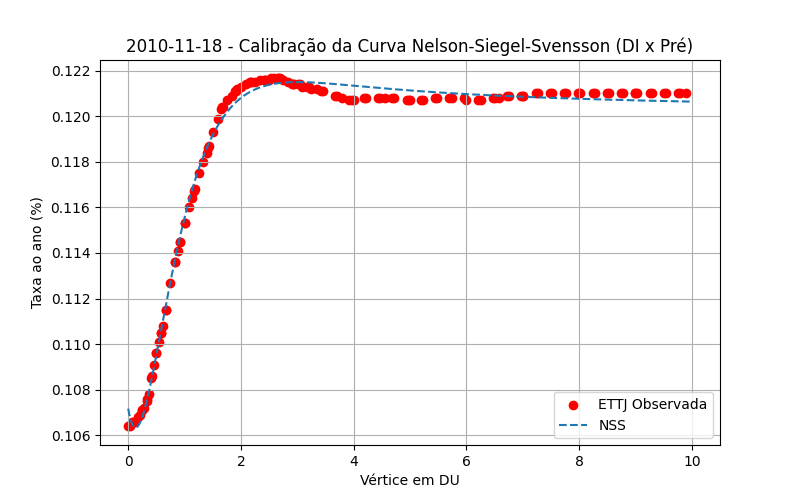 2010-11-18 - Calibração da Curva Nelson-Siegel-Svensson (DI x Pré)
Taxa ao ano (%)
0.122
0.120
0.118
0.116
0.114
0.112
0.110
0.108
0.106
ETTJ Observada
NSS
0 2 4 6 8 10
Vértice em DU